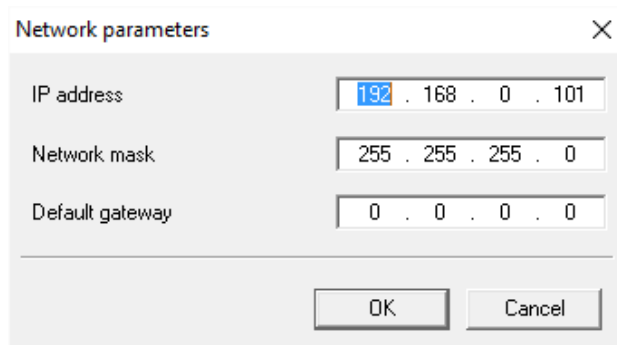 Network parameters
IP address 192 . 168 . 0 . 101
Network mask 255 . 255 . 255 . 0
Default gateway 0 . 0 . 0 . 0
OK Cancel